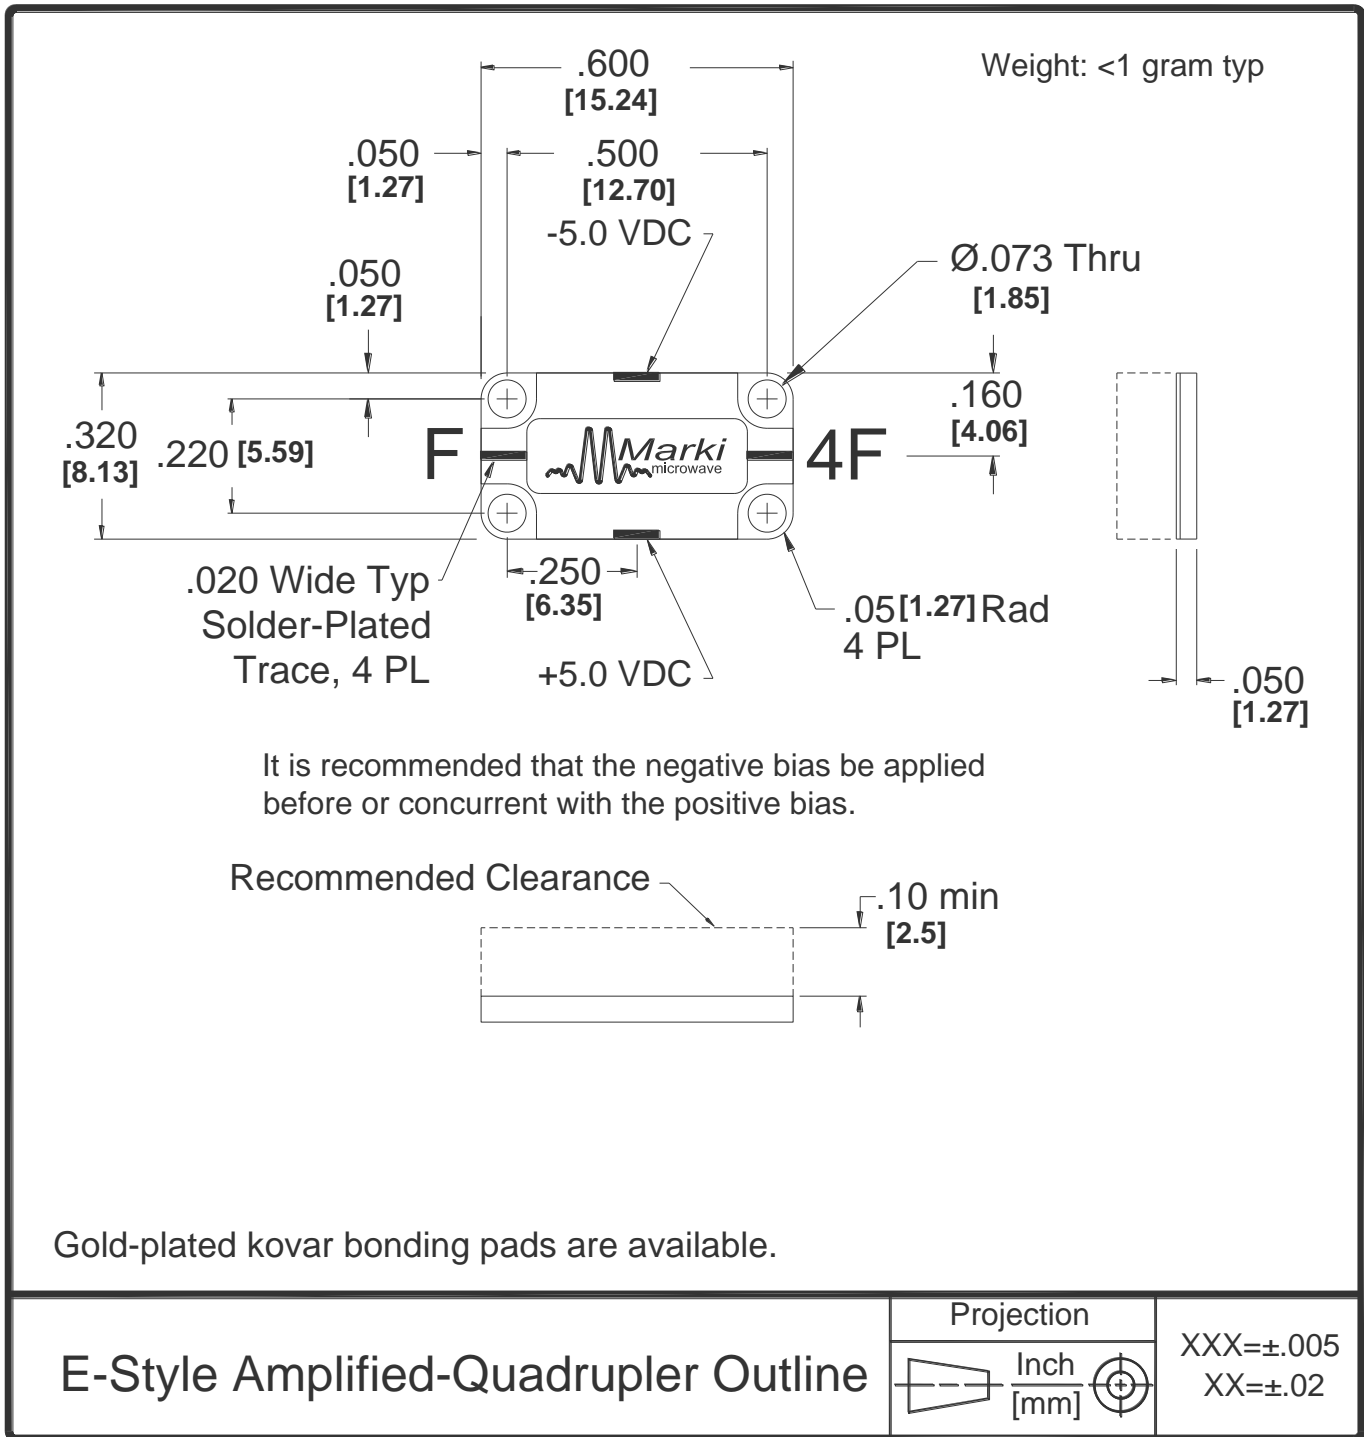 Weight: <1 gram typ
.600
[15.24]
.050
[1.27]
.500
[12.70]
-5.0 VDC
.050
[1.27]
Ø.073 Thru
[1.85]
.320
[8.13]
.220 [5.59]
F
Marki
microwave
4F
.160
[4.06]
.020 Wide Typ
Solder-Plated
Trace, 4 PL
.250
[6.35]
+5.0 VDC
.05[1.27]Rad
4 PL
.050
[1.27]
It is recommended that the negative bias be applied
before or concurrent with the positive bias.
Recommended Clearance
.10 min
[2.5]
Gold-plated kovar bonding pads are available.
E-Style Amplified-Quadrupler Outline
Projection
Inch
[mm]
XXX=±.005
XX=±.02